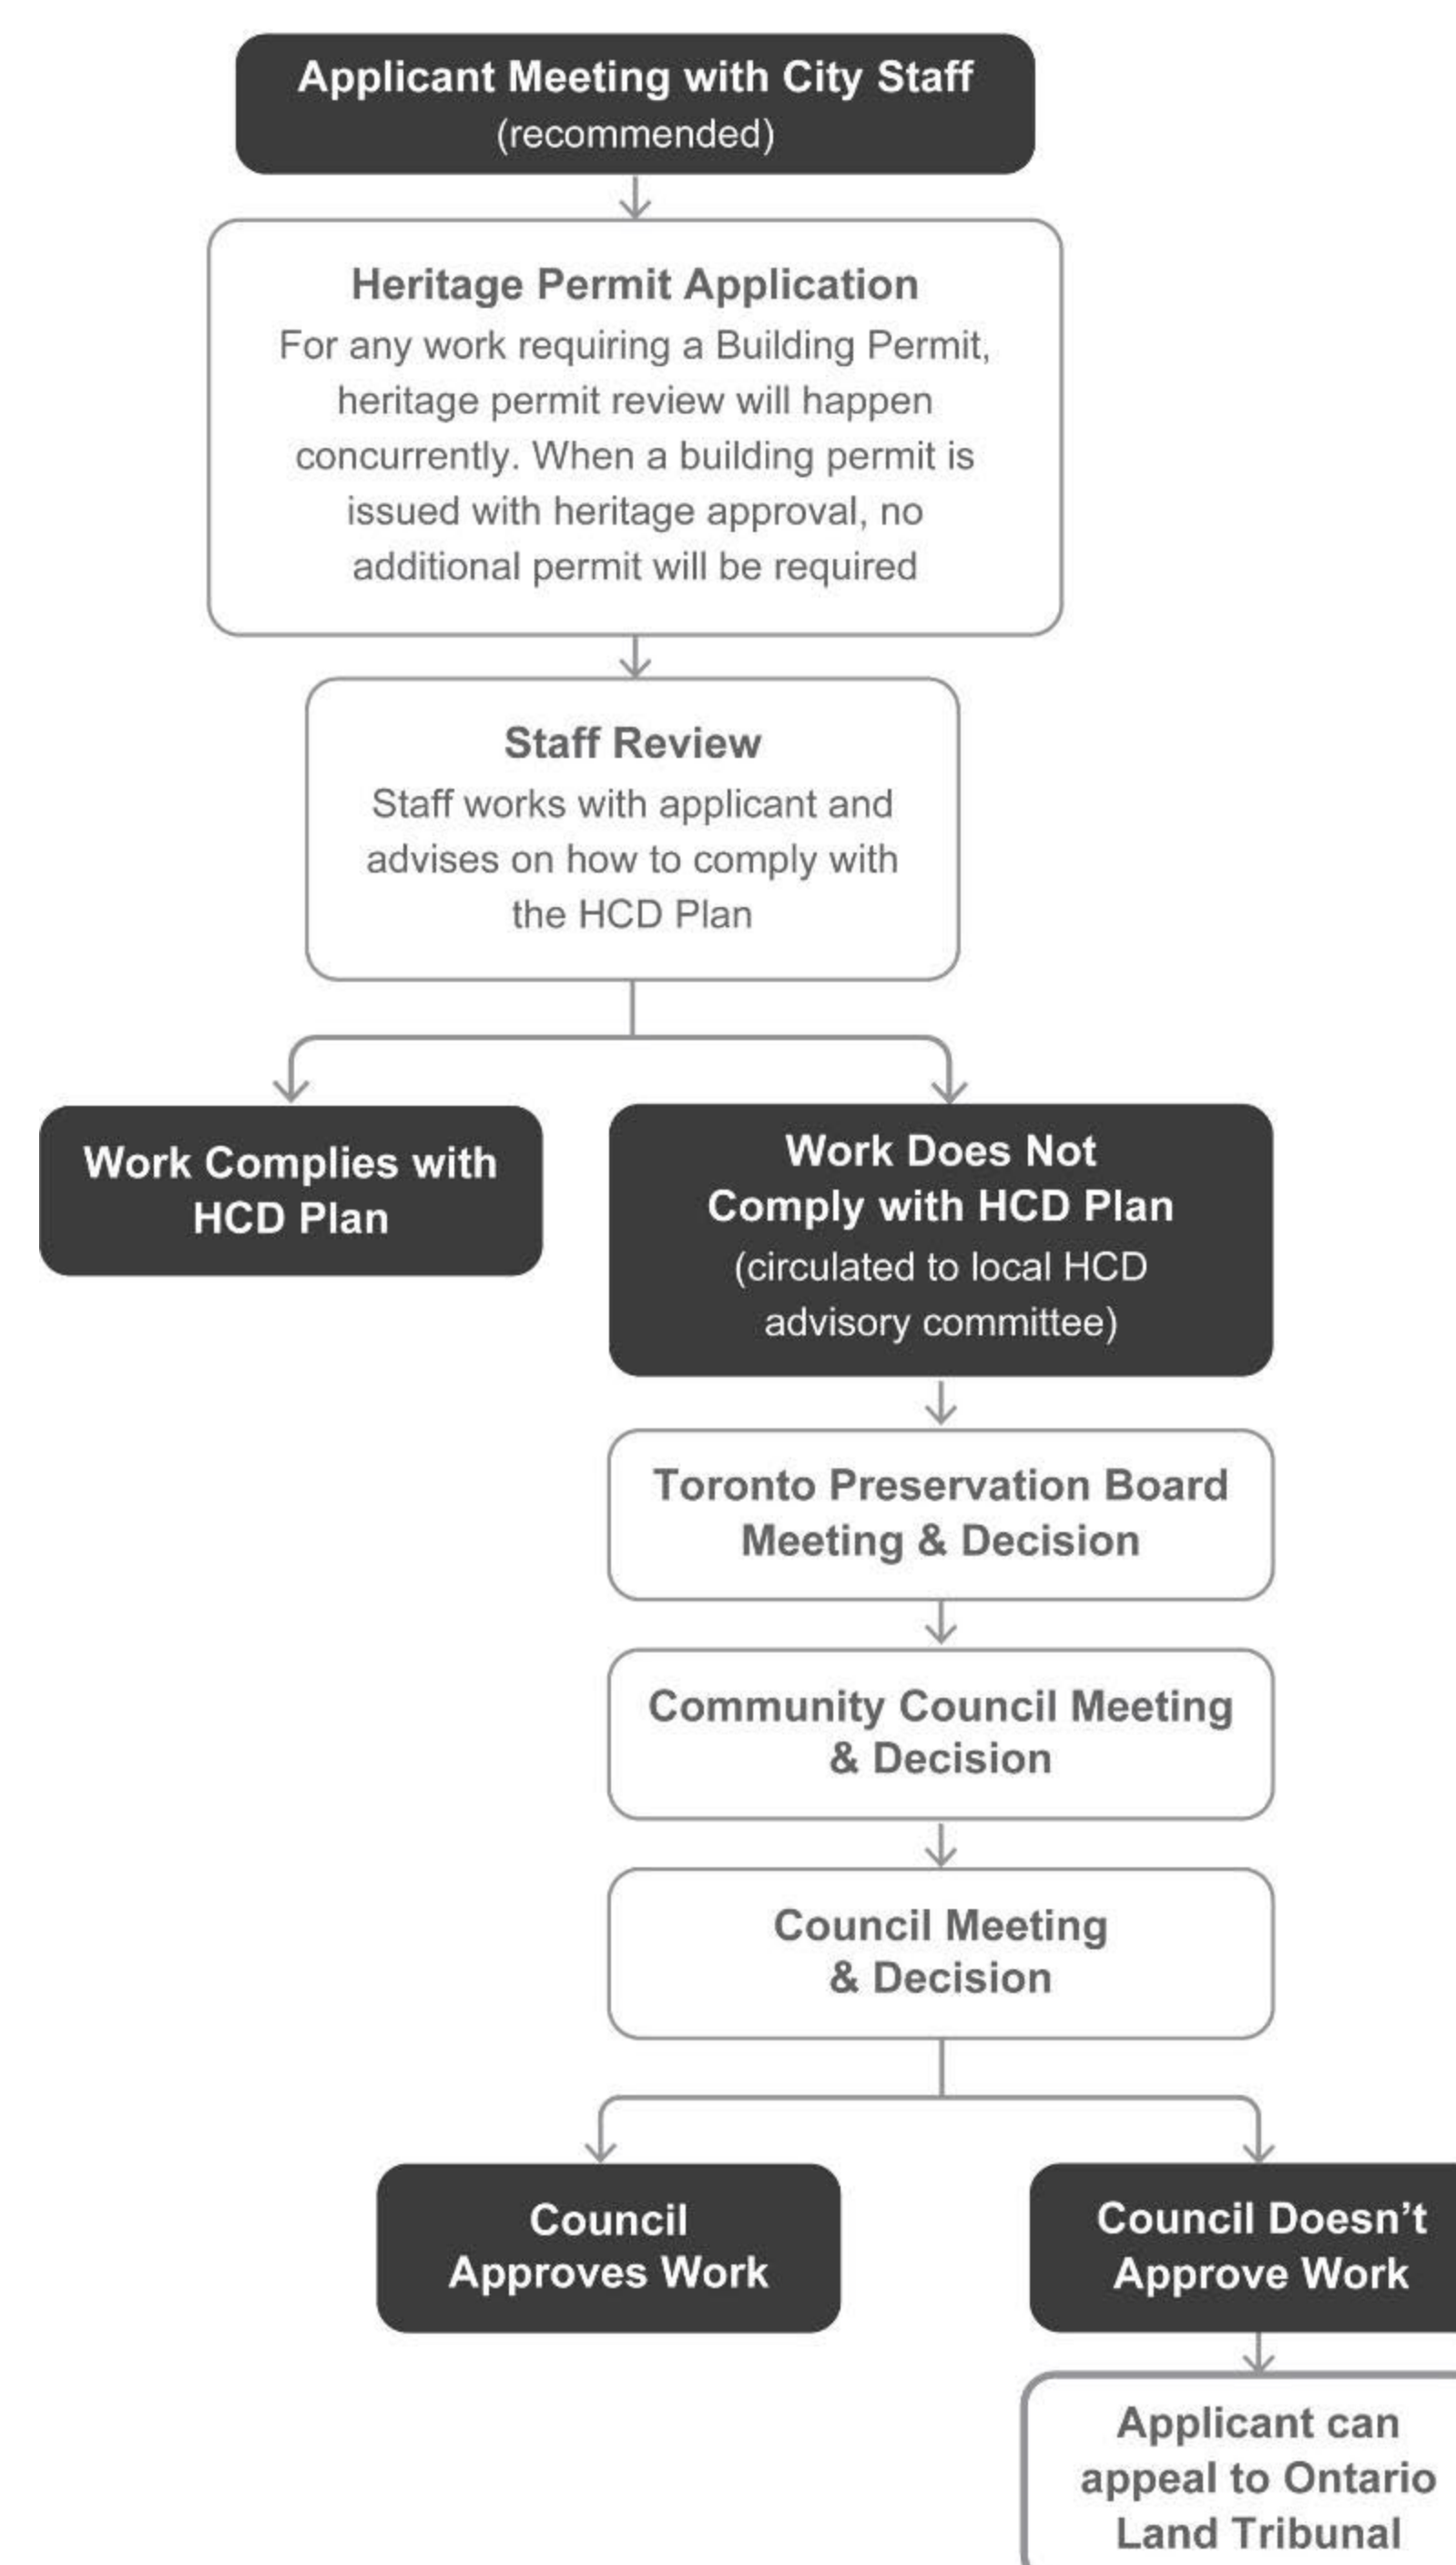 Applicant Meeting with City Staff
(recommended)
Heritage Permit Application
For any work requiring a Building Permit,
heritage permit review will happen
concurrently. When a building permit is
issued with heritage approval, no
additional permit will be required
Staff Review
Staff works with applicant and
advises on how to comply with
the HCD Plan
Work Complies with
HCD Plan
Work Does Not
Comply with HCD Plan
(circulated to local HCD
advisory committee)
Toronto Preservation Board
Meeting & Decision
Community Council Meeting
& Decision
Council Meeting
& Decision
Council
Approves Work
Council Doesn’t
Approve Work
Applicant can
appeal to Ontario
Land Tribunal